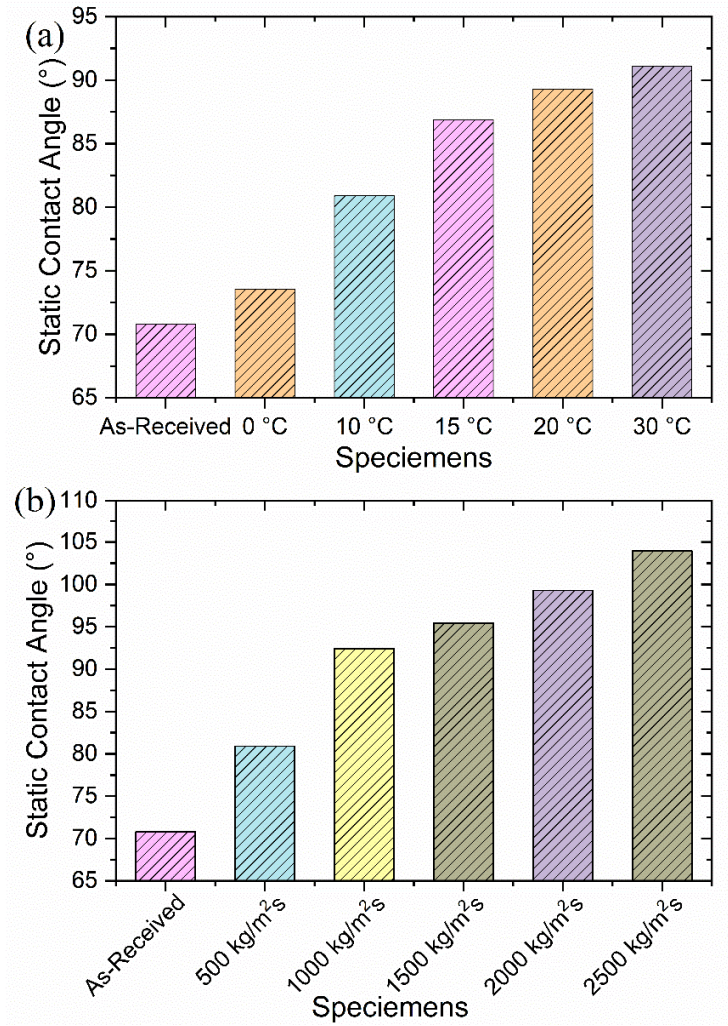 (a)
Static Contact Angle (°)
95
90
85
80
75
70
65
As-Received 0 °C 10 °C 15 °C 20 °C 30 °C
Speciemens
(b)
Static Contact Angle (°)
110
105
100
95
90
85
80
75
70
65
As-Received
500 kg/m²s
1000 kg/m²s
1500 kg/m²s
2000 kg/m²s
2500 kg/m²s
Speciemens